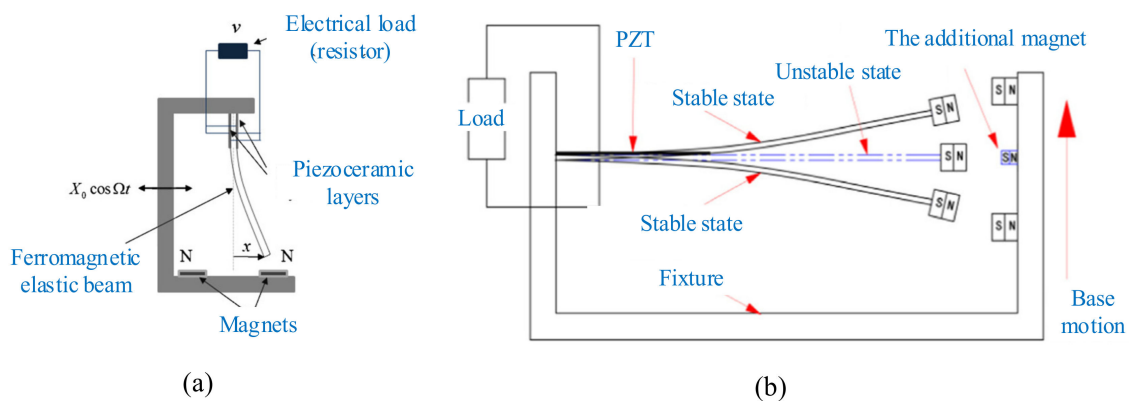 (a)
v
Electrical load
(resistor)
Piezoceramic
layers
X₀ cos Ωt
Ferromagnetic
elastic beam
x
N
N
Magnets
(a)
(b)
PZT
The additional magnet
Unstable state
Stable state
Load
S N
S N
S N
SN
S N
S N
Stable state
Fixture
Base
motion
(b)